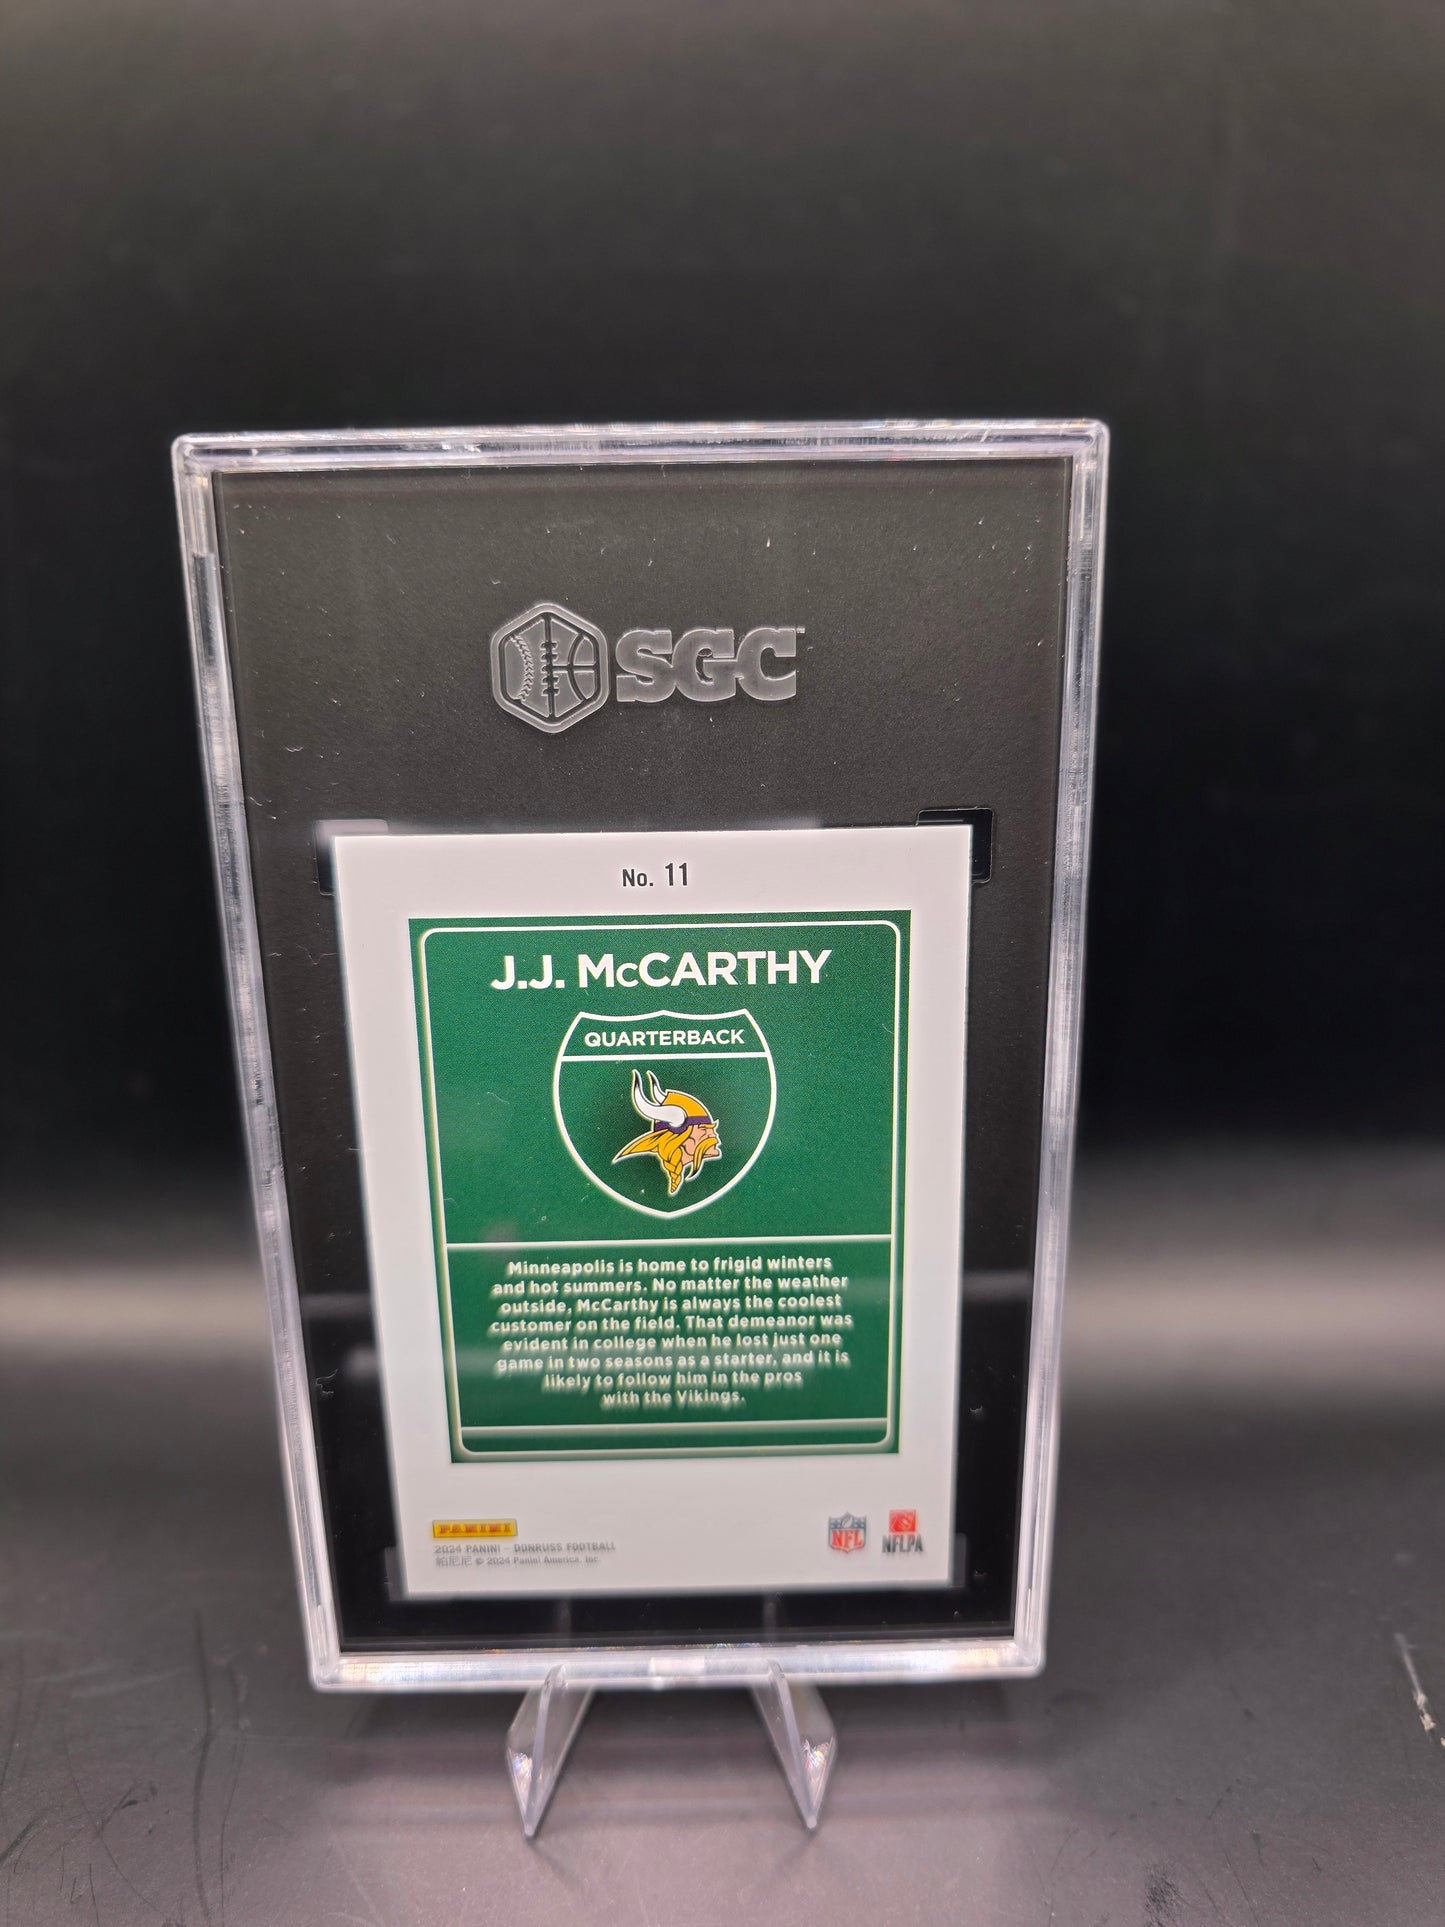 SGC
No. 11
J.J. McCARTHY
QUARTERBACK
Minneapolis is home to frigid winters
and hot summers. No matter the weather
outside, McCarthy is always the coolest
customer on the field. That demeanor was
evident in college when he lost just one
game in two seasons as a starter, and it is
likely to follow him in the pros
with the Vikings.
PANINI
2024 PANINI - DONRUSS FOOTBALL
帕尼尼 © 2024 Panini America, Inc.
NFL
NFLPA